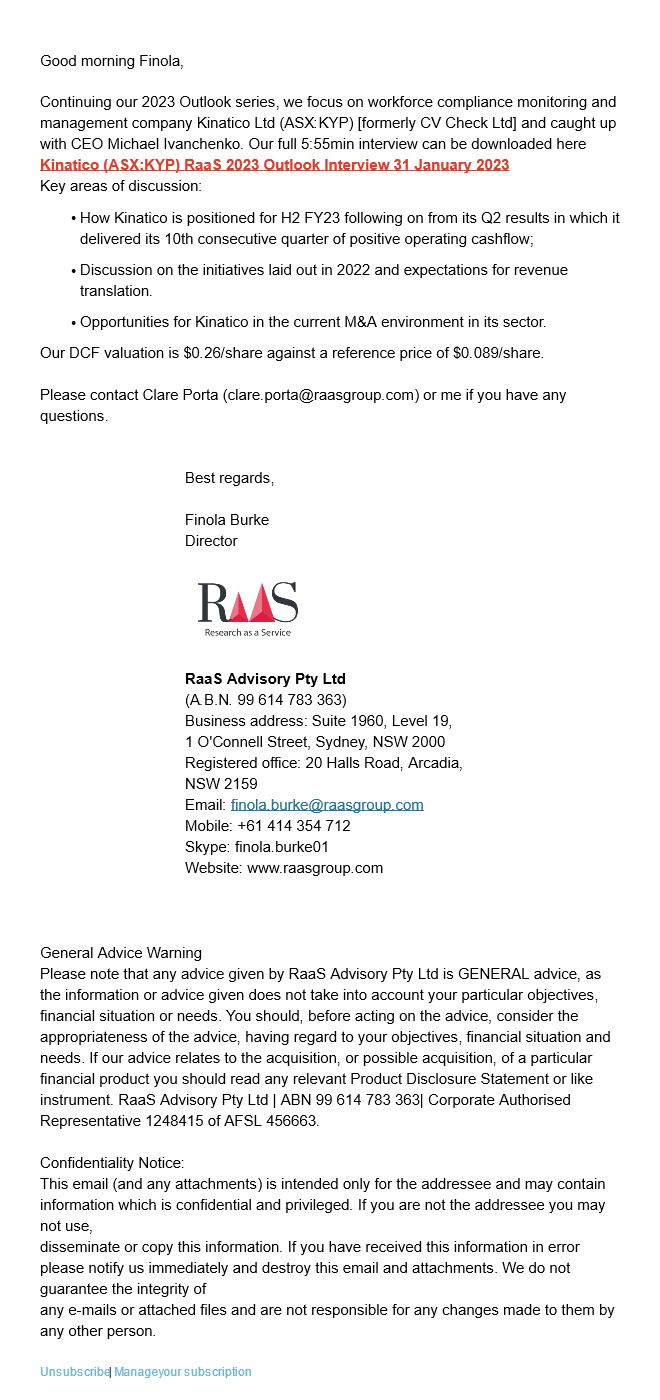 Good morning Finola,
Continuing our 2023 Outlook series, we focus on workforce compliance monitoring and
management company Kinatico Ltd (ASX:KYP) [formerly CV Check Ltd] and caught up
with CEO Michael Ivanchenko. Our full 5:55min interview can be downloaded here
Kinatico (ASX:KYP) RaaS 2023 Outlook Interview 31 January 2023
Key areas of discussion:
• How Kinatico is positioned for H2 FY23 following on from its Q2 results in which it
delivered its 10th consecutive quarter of positive operating cashflow;
• Discussion on the initiatives laid out in 2022 and expectations for revenue
translation.
• Opportunities for Kinatico in the current M&A environment in its sector.
Our DCF valuation is $0.26/share against a reference price of $0.089/share.
Please contact Clare Porta (clare.porta@raasgroup.com) or me if you have any
questions.
Best regards,
Finola Burke
Director
RaaS
Research as a Service
RaaS Advisory Pty Ltd
(A.B.N. 99 614 783 363)
Business address: Suite 1960, Level 19,
1 O'Connell Street, Sydney, NSW 2000
Registered office: 20 Halls Road, Arcadia,
NSW 2159
Email: finola.burke@raasgroup.com
Mobile: +61 414 354 712
Skype: finola.burke01
Website: www.raasgroup.com
General Advice Warning
Please note that any advice given by RaaS Advisory Pty Ltd is GENERAL advice, as
the information or advice given does not take into account your particular objectives,
financial situation or needs. You should, before acting on the advice, consider the
appropriateness of the advice, having regard to your objectives, financial situation and
needs. If our advice relates to the acquisition, or possible acquisition, of a particular
financial product you should read any relevant Product Disclosure Statement or like
instrument. RaaS Advisory Pty Ltd | ABN 99 614 783 363| Corporate Authorised
Representative 1248415 of AFSL 456663.
Confidentiality Notice:
This email (and any attachments) is intended only for the addressee and may contain
information which is confidential and privileged. If you are not the addressee you may
not use,
disseminate or copy this information. If you have received this information in error
please notify us immediately and destroy this email and attachments. We do not
guarantee the integrity of
any e-mails or attached files and are not responsible for any changes made to them by
any other person.
Unsubscribe| Manageyour subscription